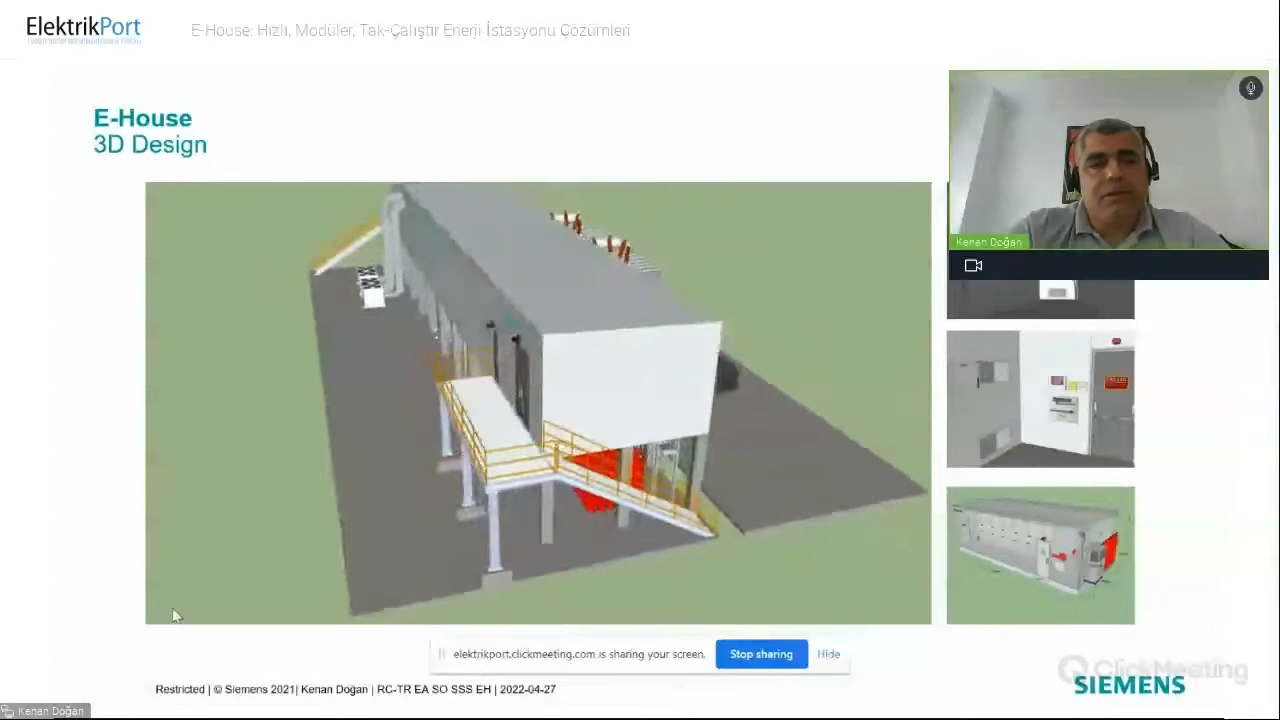 ElektrikPort
E-House: Hızlı, Modüler, Tak-Çalıştır Enerji İstasyonu Çözümleri
E-House
3D Design
Kenan Doğan
elektrikport.clickmeeting.com is sharing your screen.
Stop sharing
Hide
Restricted | © Siemens 2021| Kenan Doğan | RC-TR EA SO SSS EH | 2022-04-27
ClickMeeting
SIEMENS
Kenan Doğan